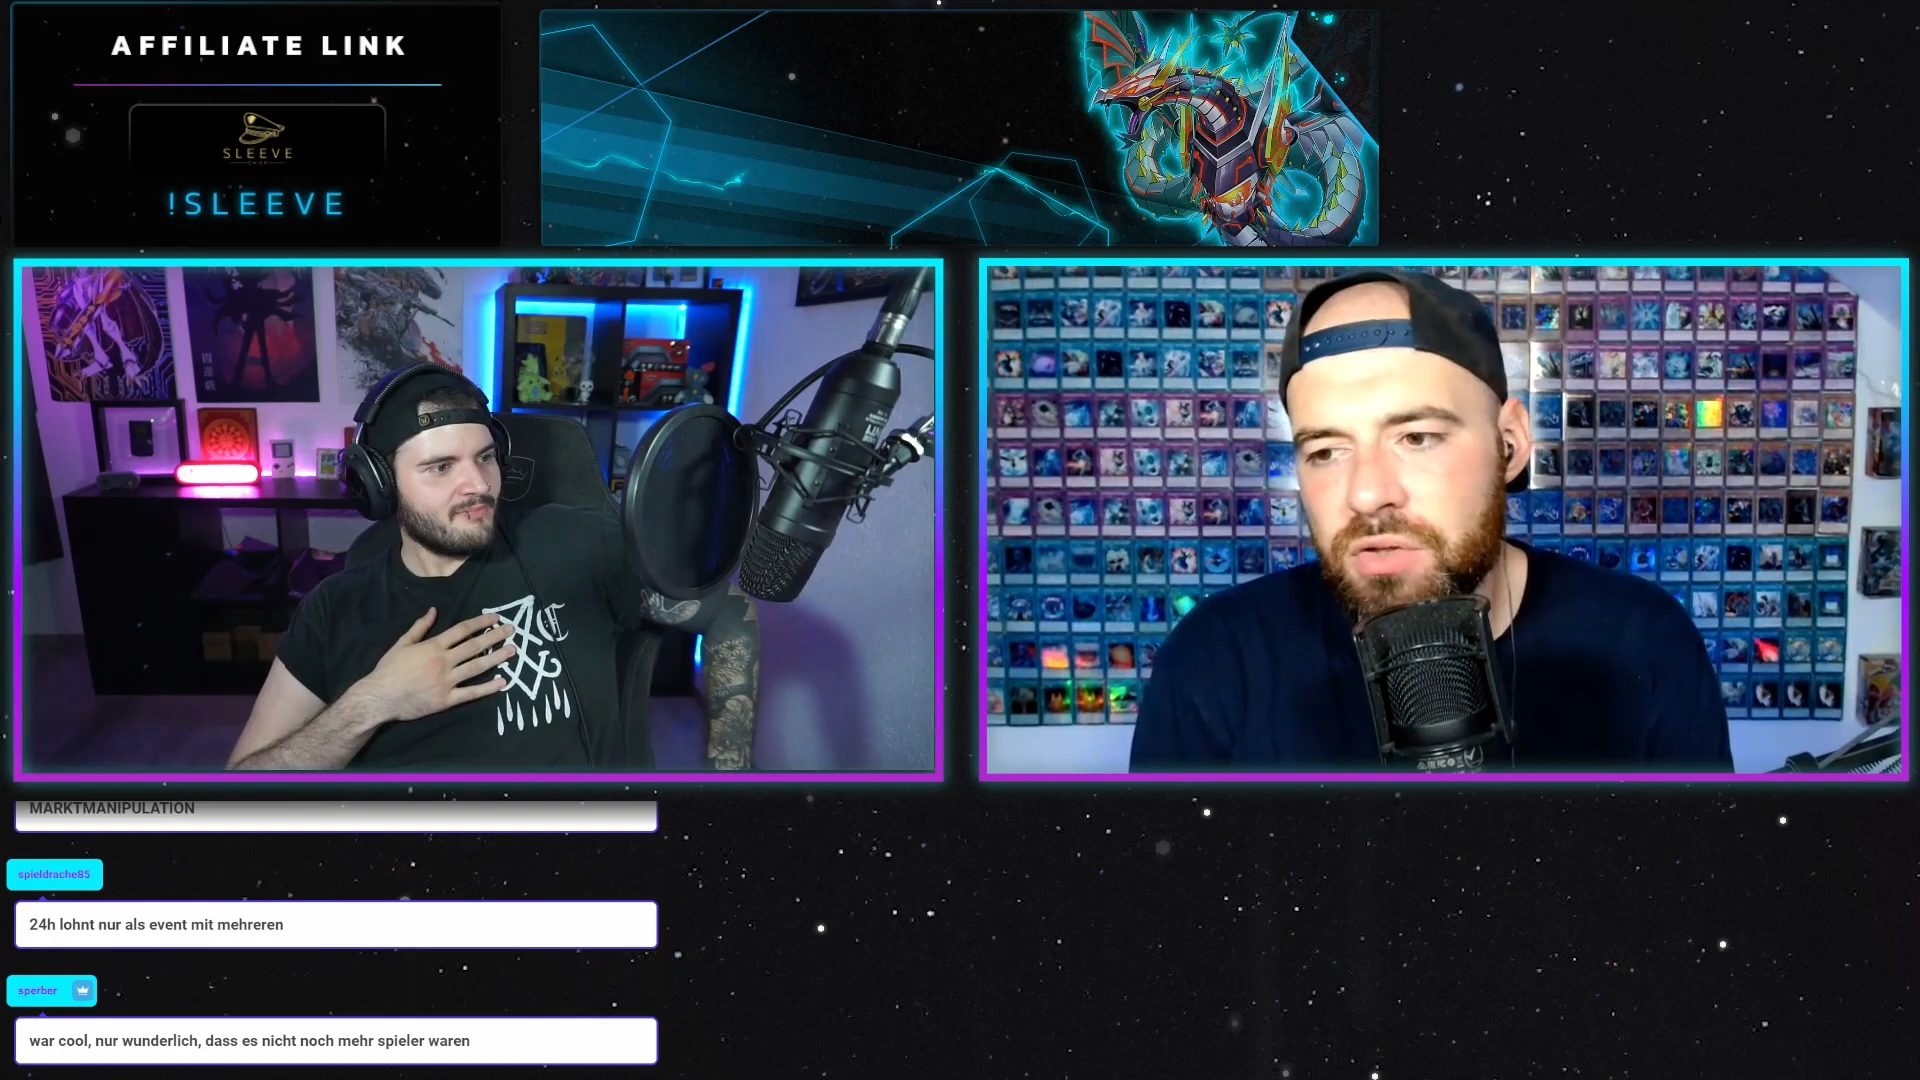 AFFILIATE LINK
SLEEVE
!SLEEVE
MARKTMANIPULATION
spieldrache85
24h lohnt nur als event mit mehreren
sperber
war cool, nur wunderlich, dass es nicht noch mehr spieler waren